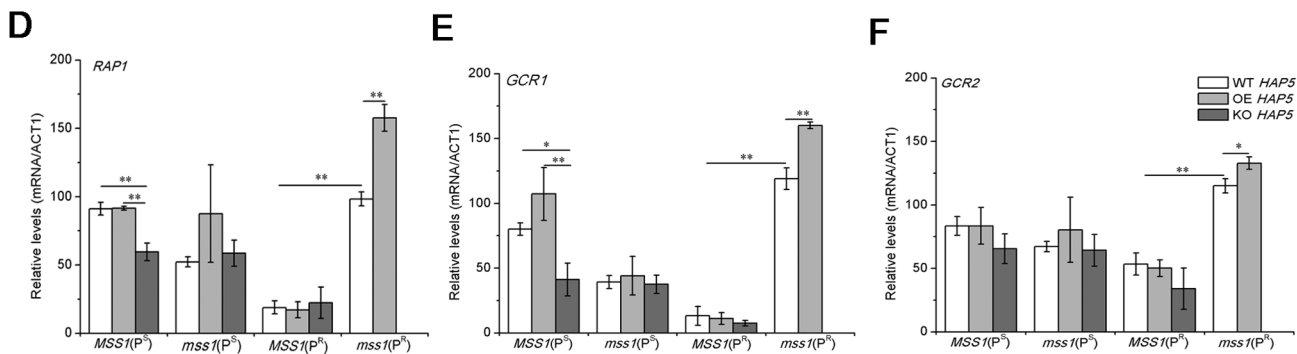 D
RAP1
Relative levels (mRNA/ACT1)
200
150
100
50
0
**
**
**
**
MSS1(Pˢ)
mss1(Pˢ)
MSS1(Pᴿ)
mss1(Pᴿ)
E
GCR1
Relative levels (mRNA/ACT1)
200
150
100
50
0
*
**
**
**
MSS1(Pˢ)
mss1(Pˢ)
MSS1(Pᴿ)
mss1(Pᴿ)
F
GCR2
WT HAP5
OE HAP5
KO HAP5
Relative levels (mRNA/ACT1)
200
150
100
50
0
**
*
MSS1(Pˢ)
mss1(Pˢ)
MSS1(Pᴿ)
mss1(Pᴿ)